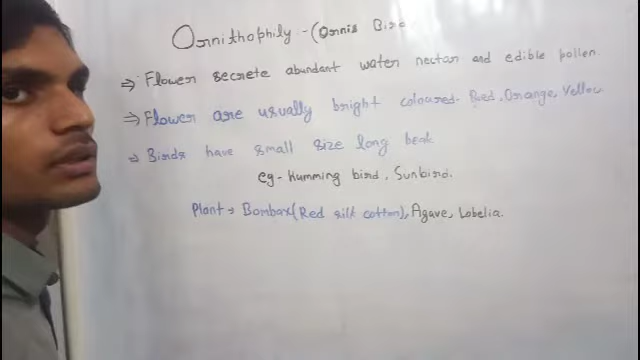 Ornithophily - (Ornis Bird
⇒ Flower secrete abundant water nectar and edible pollen.
⇒ Flower are usually bright coloured. Red, Orange, Yellow
⇒ Birds have small size long beak
eg - Humming bird, Sunbird.
Plant ⇒ Bombax (Red silk cotton), Agave, Lobelia.